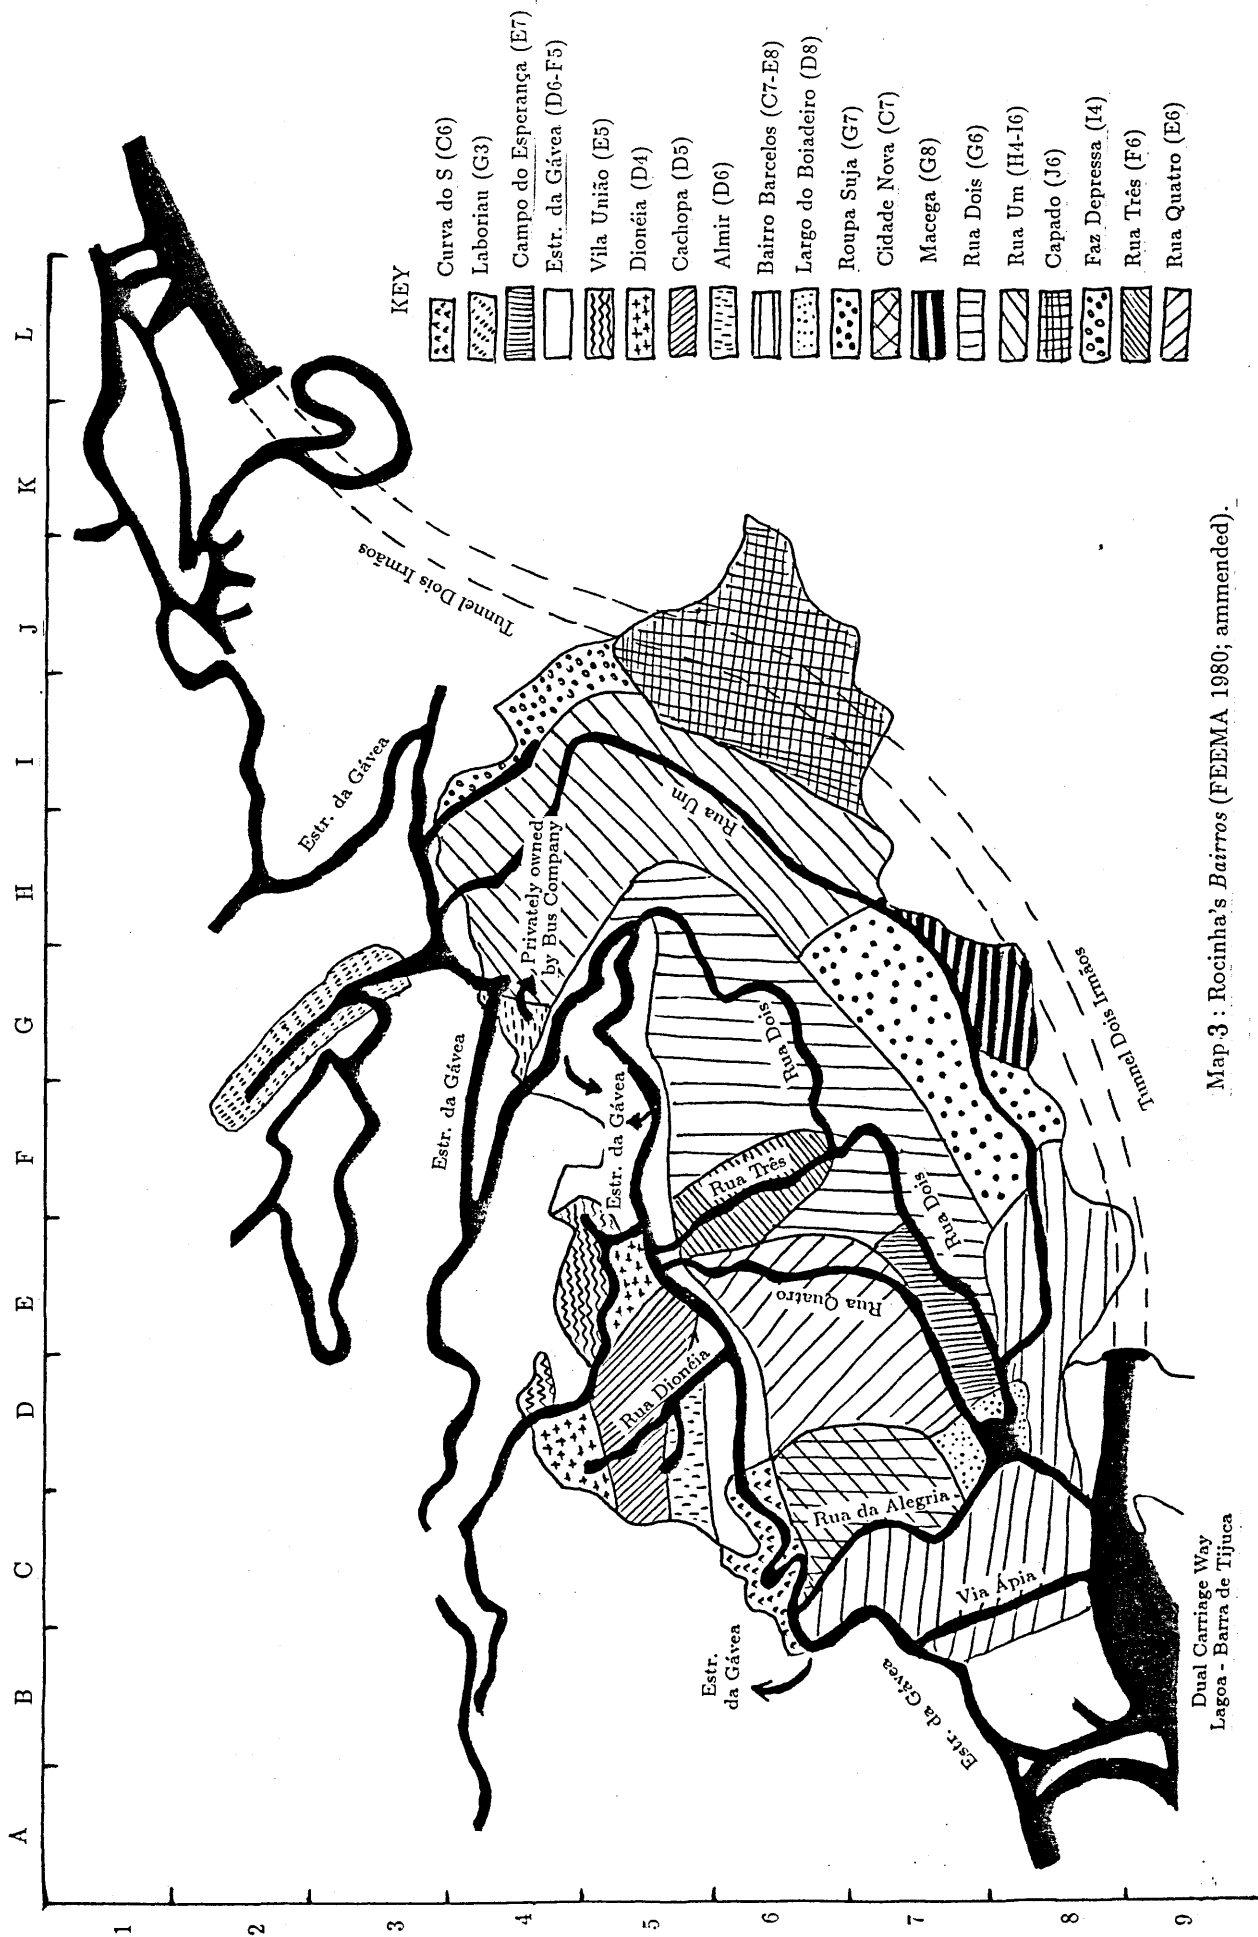 A B C D E F G H I J K L
1
2
3
4
5
6
7
8
9
KEY
Curva do S (C6)
Laboriau (G3)
Campo do Esperança (E7)
Estr. da Gávea (D6-F5)
Vila União (E5)
Dionéia (D4)
Cachopa (D5)
Almir (D6)
Bairro Barcelos (C7-E8)
Largo do Boiadeiro (D8)
Roupa Suja (G7)
Cidade Nova (C7)
Macega (G8)
Rua Dois (G6)
Rua Um (H4-I6)
Capado (J6)
Faz Depressa (I4)
Rua Três (F6)
Rua Quatro (E6)
Tunnel Dois Irmãos
Estr. da Gávea
Privately owned
by Bus Company
Rua Um
Estr. da Gávea
Estr. da Gávea
Rua Dois
Rua Três
Rua Dois
Rua Quatro
Rua Dionéia
Rua da Alegria
Via Ápia
Estr.
da Gávea
Estr. da Gávea
Tunnel Dois Irmãos
Dual Carriage Way
Lagoa - Barra de Tijuca
Map 3 : Rocinha's Bairros (FEEMA 1980; ammended).